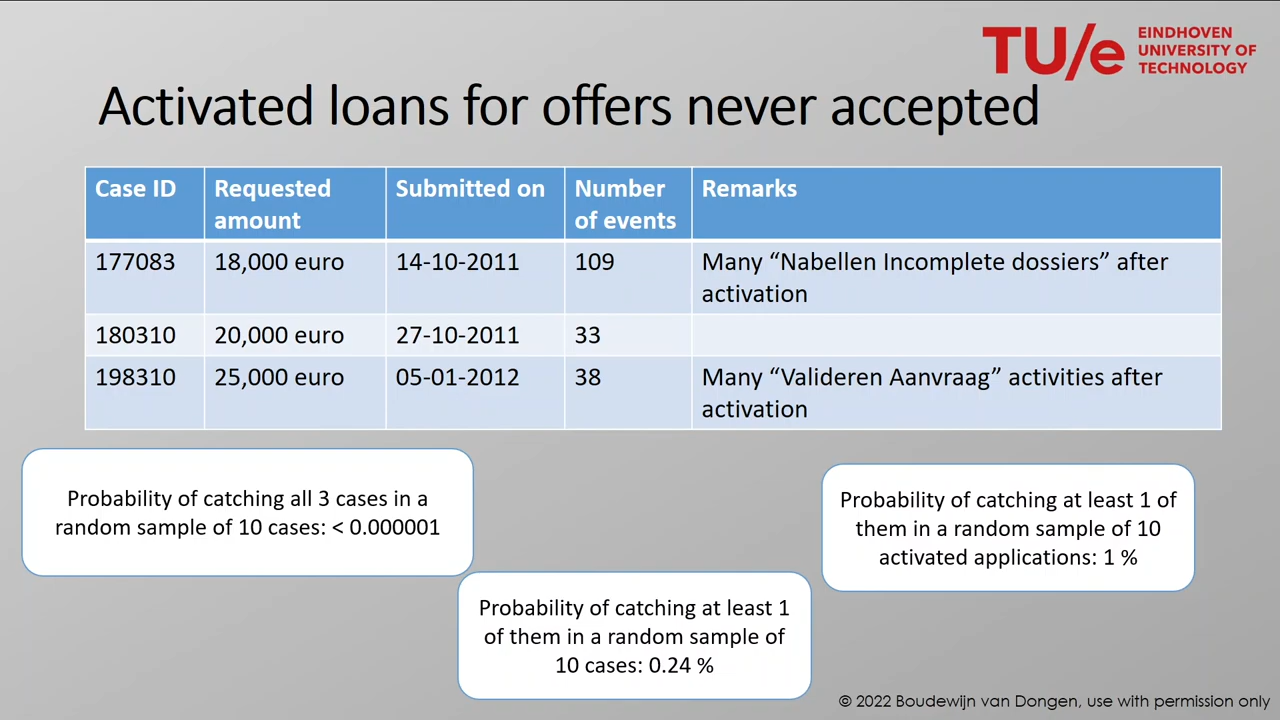 TU/e EINDHOVEN
UNIVERSITY OF
TECHNOLOGY
Activated loans for offers never accepted
Case ID Requested amount Submitted on Number of events Remarks
177083 18,000 euro 14-10-2011 109 Many “Nabellen Incomplete dossiers” after activation
180310 20,000 euro 27-10-2011 33
198310 25,000 euro 05-01-2012 38 Many “Valideren Aanvraag” activities after activation
Probability of catching all 3 cases in a
random sample of 10 cases: < 0.000001
Probability of catching at least 1
of them in a random sample of
10 cases: 0.24 %
Probability of catching at least 1 of
them in a random sample of 10
activated applications: 1 %
© 2022 Boudewijn van Dongen, use with permission only